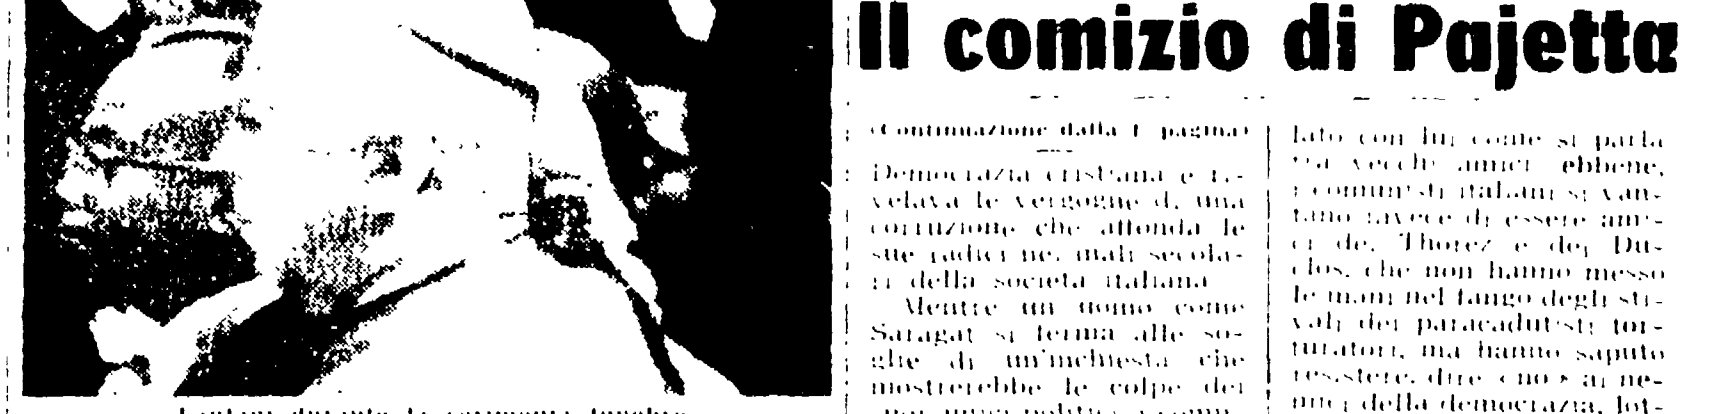 Il comizio di Pajetta
(Continuazione dalla 1. pagina)
Democrazia cristiana e ri-
velava le vergogne di una
corruzione che affonda le
sue radici nei mali secola-
ri della società italiana
Mentre un uomo come
Saragat si ferma alle so-
glie di un'inchiesta che
mostrerebbe le colpe dei
lato con lui come si parla
tra vecchi amici ebbene,
i comunisti italiani si van-
tano invece di essere ami-
ci dei Thorez e dei Du-
clos, che non hanno messo
le mani nel fango degli sti-
vali dei paracadutisti tor-
turatori, ma hanno saputo
resistere, dire «no» ai ne-
mici della democrazia, lot-
durante la cerimonia funebre